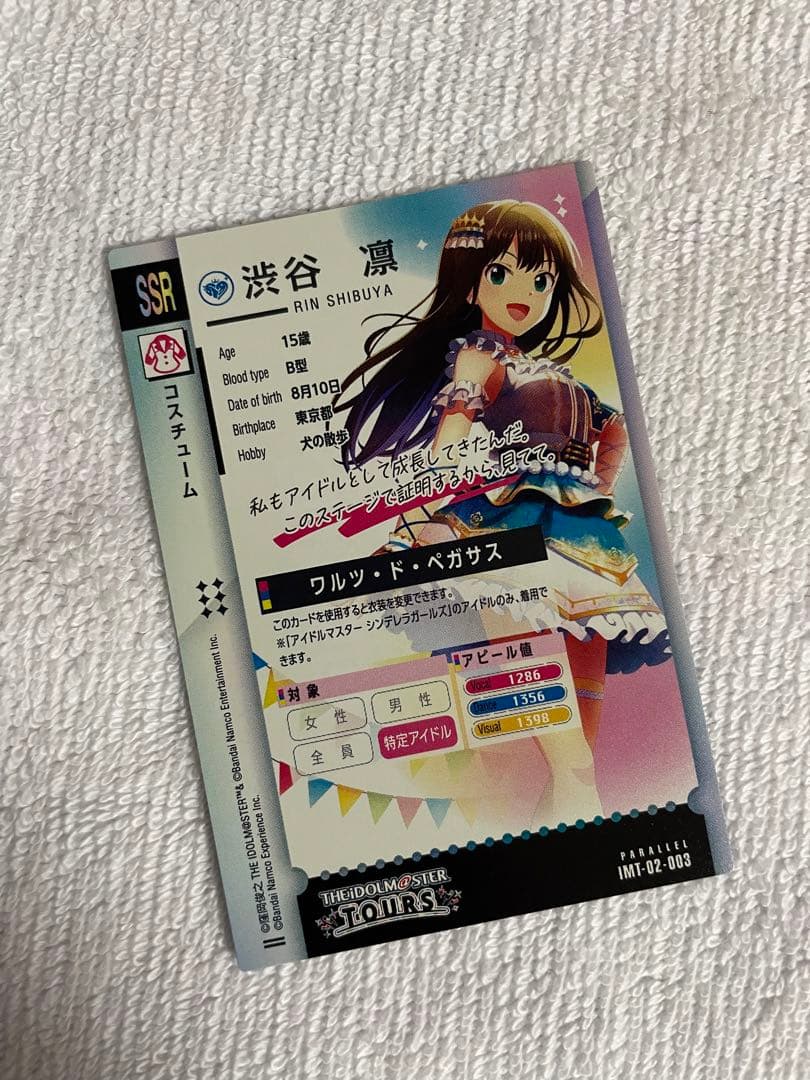 SSR
コスチューム
渋谷 凛
RIN SHIBUYA
Age 15歳
Blood type B型
Date of birth 8月10日
Birthplace 東京都
Hobby 犬の散歩
私もアイドルとして成長してきたんだ。
このステージで証明するから、見てて。
ワルツ・ド・ペガサス
このカードを使用すると衣装を変更できます。
※「アイドルマスター シンデレラガールズ」のアイドルのみ、着用で
きます。
対象
女性
男性
全員
特定アイドル
アピール値
Vocal 1286
Dance 1356
Visual 1398
©窪岡俊之 THE IDOLM@STER™& ©Bandai Namco Entertainment Inc.
©Bandai Namco Experience Inc.
THE iDOLM@STER
TOURS
PARALLEL
IMT-02-003